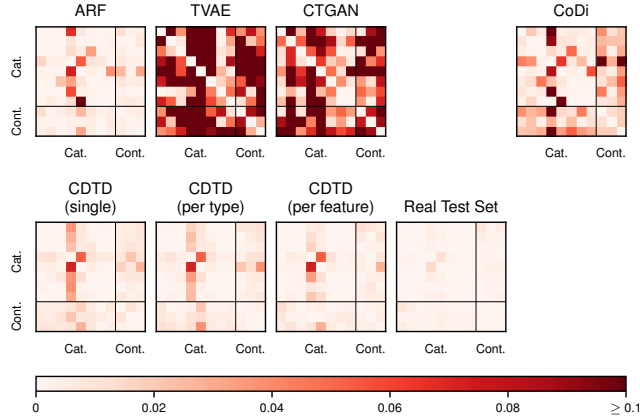 ARF TVAE CTGAN CoDi
Cat.
Cont.
Cat. Cont. Cat. Cont. Cat. Cont. Cat. Cont.
CDTD (single) CDTD (per type) CDTD (per feature) Real Test Set
Cat.
Cont.
Cat. Cont. Cat. Cont. Cat. Cont. Cat. Cont.
0 0.02 0.04 0.06 0.08 ≥ 0.1